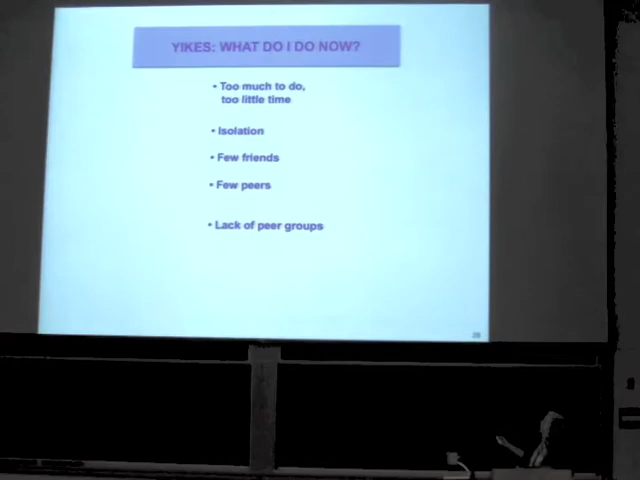 YIKES: WHAT DO I DO NOW?
• Too much to do,
too little time
• Isolation
• Few friends
• Few peers
• Lack of peer groups